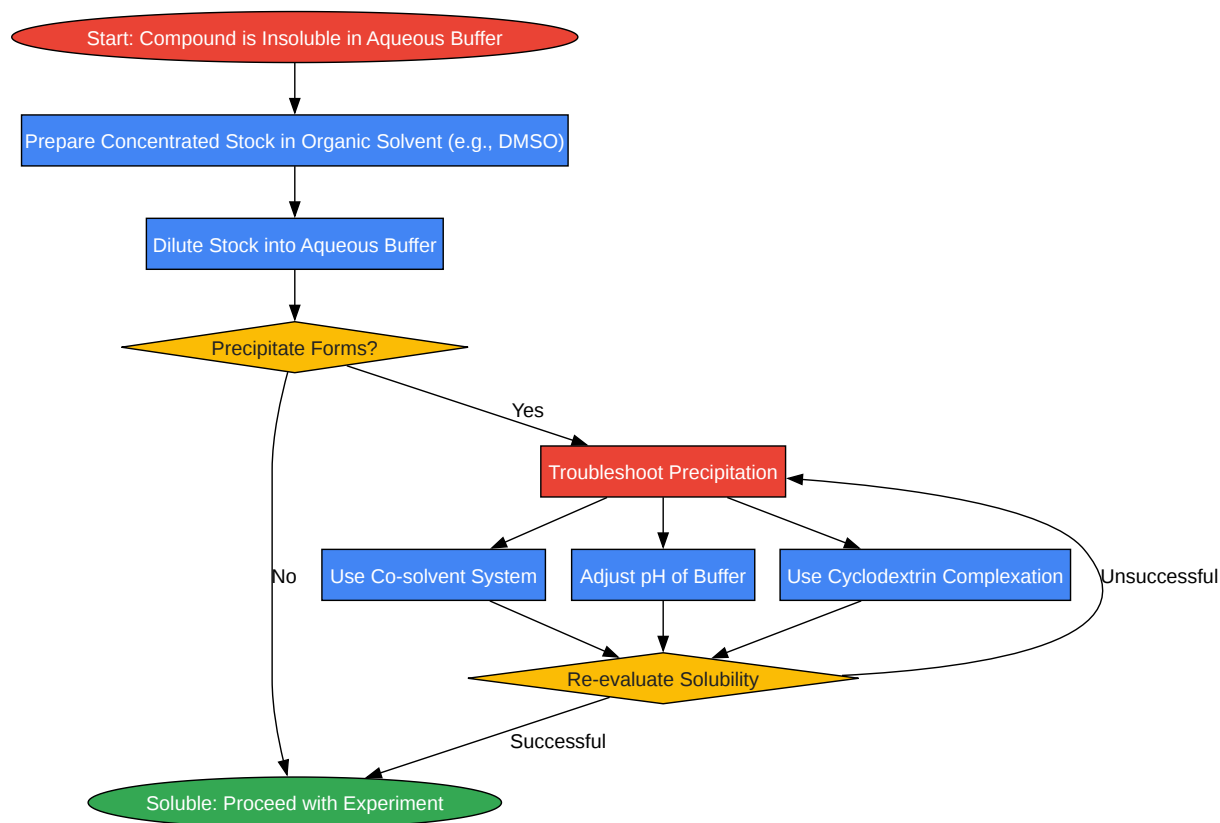 Start: Compound is Insoluble in Aqueous Buffer
Prepare Concentrated Stock in Organic Solvent (e.g., DMSO)
Dilute Stock into Aqueous Buffer
Precipitate Forms?
Yes
Troubleshoot Precipitation
No
Use Co-solvent System
Adjust pH of Buffer
Use Cyclodextrin Complexation
Unsuccessful
Re-evaluate Solubility
Successful
Soluble: Proceed with Experiment